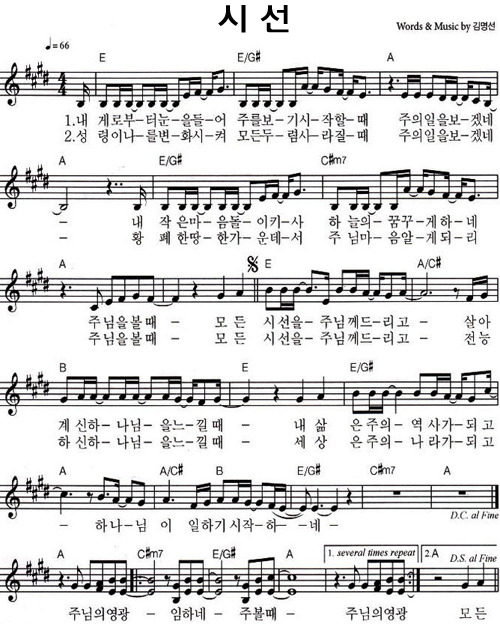 시 선
Words & Music by 김명선
♩= 66
E E/G# A
1.내 게로부-터눈-을들-어 주를보-기시-작할-때 주의일을보-겠네
2.성 령이나-를변-화시-켜 모든두-렴사-라질-때 주의일을보-겠네
A E/G# C#m7
- 내 작 은마-음돌-이키-사 하 늘의-꿈꾸-게하-네
- 황 폐 한땅-한가-운데-서 주 님마-음알-게되-리
A E A/C#
주님을볼때 - 모 든 시 선을-주님께드-리고- 살아
주님을볼때 - 모 든 시 선을-주님께드-리고- 전능
B E E/G#
계 신하-나님-을느-낄 때- 내 삶 은주의-역 사가-되 고
하 신하-나님-을느-낄 때- 세 상 은주의-나 라가-되 고
A A/C# B E/G# C#m7
- 하나-님 이 일하기시작-하-네- D.C. al Fine
A C#m7 E/G# A 1. several times repeat 2.A D.S. al Fine
주님의영광 -임하네- 주볼때- 주님의영광 모든